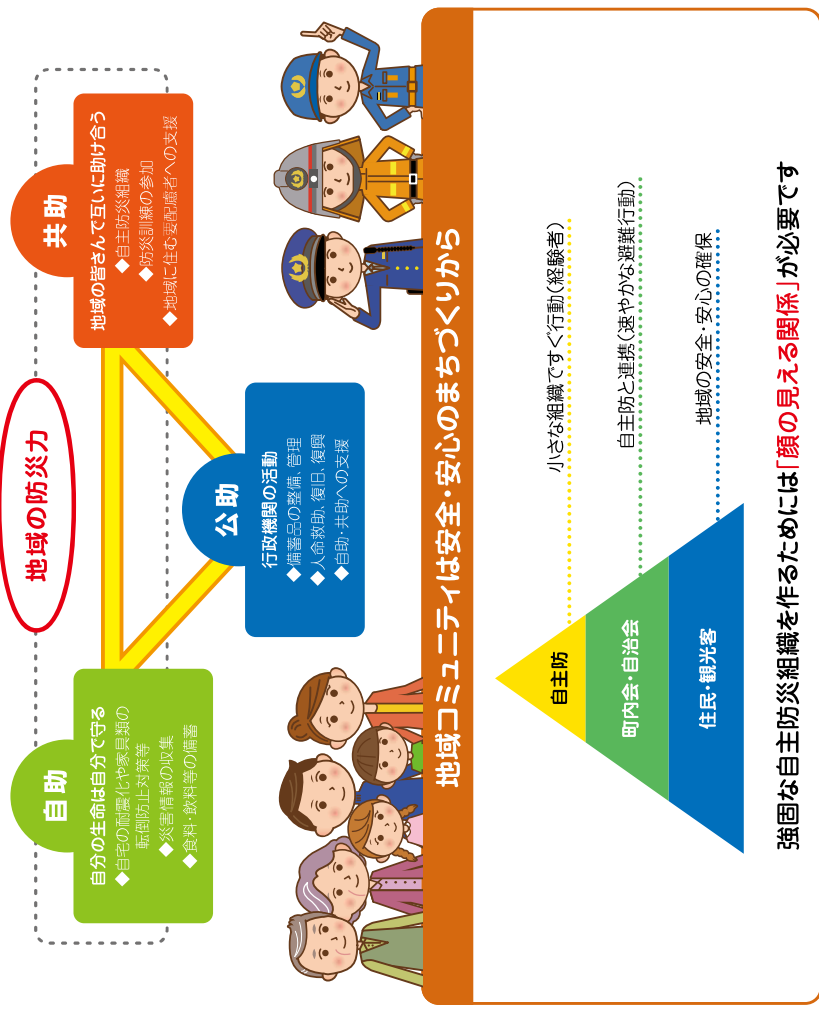 地域の防災力
自助
自分の生命は自分で守る
◆自宅の耐震化や家具類の
転倒防止対策等
◆災害情報の収集
◆食料・飲料等の備蓄
共助
地域の皆さんで互いに助け合う
◆自主防災組織
◆防災訓練の参加
◆地域に住む要配慮者への支援
公助
行政機関の活動
◆備蓄品の整備、管理
◆人命救助、復旧、復興
◆自助・共助への支援
地域コミュニティは安全・安心のまちづくりから
自主防
小さな組織ですぐ行動(経験者)
町内会・自治会
自主防と連携(速やかな避難行動)
住民・観光客
地域の安全・安心の確保
強固な自主防災組織を作るためには「顔の見える関係」が必要です